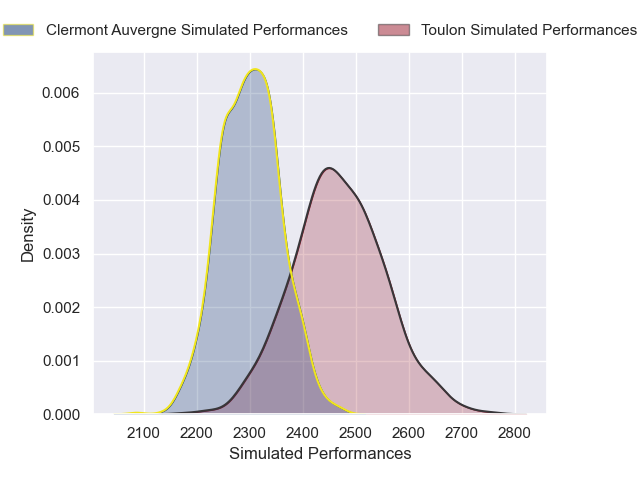 Clermont Auvergne Simulated Performances
Toulon Simulated Performances
0.006
0.005
0.004
0.003
0.002
0.001
0.000
Density
2100 2200 2300 2400 2500 2600 2700 2800
Simulated Performances